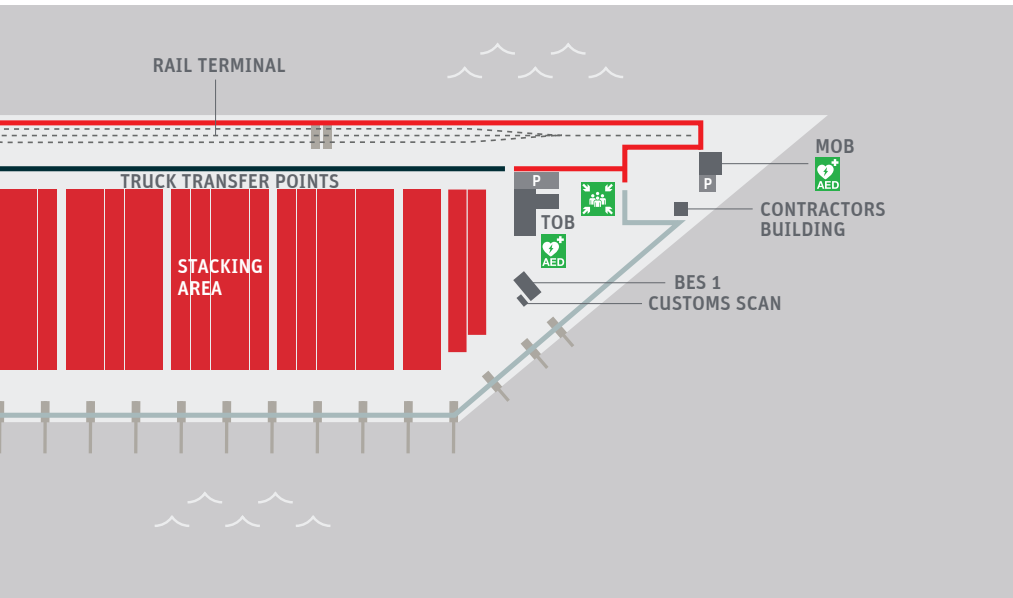 RAIL TERMINAL
MOB
AED
P
TRUCK TRANSFER POINTS
P
CONTRACTORS
BUILDING
TOB
AED
STACKING
AREA
BES 1
CUSTOMS SCAN